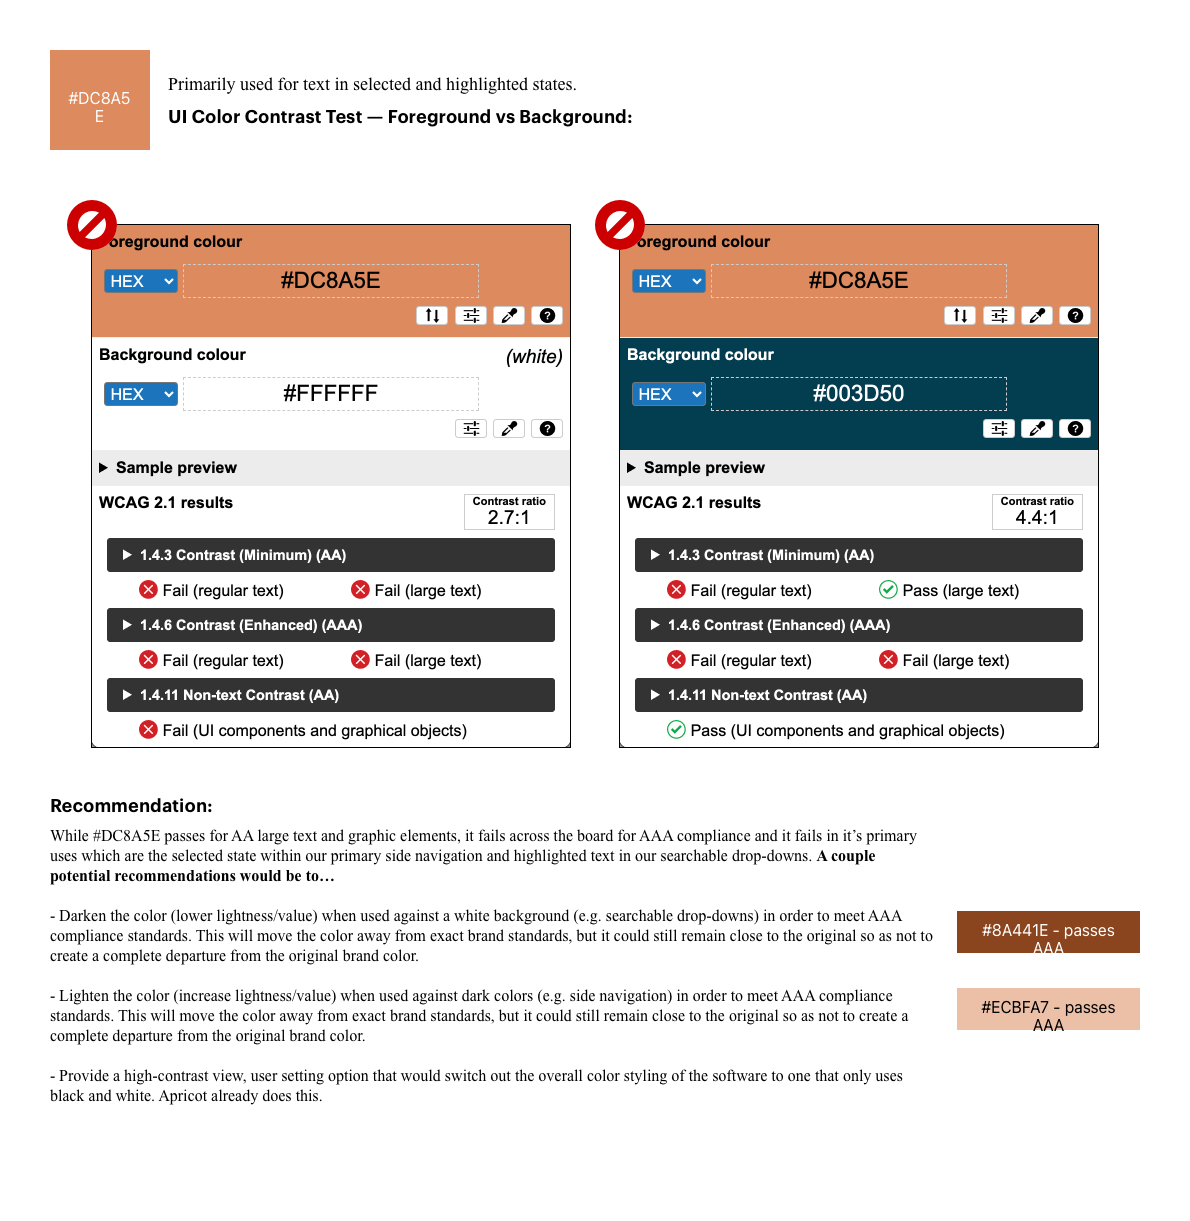 #DC8A5
E
Primarily used for text in selected and highlighted states.
UI Color Contrast Test — Foreground vs Background:
oreground colour
HEX
#DC8A5E
Background colour
(white)
HEX
#FFFFFF
Sample preview
WCAG 2.1 results
Contrast ratio
2.7:1
1.4.3 Contrast (Minimum) (AA)
Fail (regular text)
Fail (large text)
1.4.6 Contrast (Enhanced) (AAA)
Fail (regular text)
Fail (large text)
1.4.11 Non-text Contrast (AA)
Fail (UI components and graphical objects)
oreground colour
HEX
#DC8A5E
Background colour
HEX
#003D50
Sample preview
WCAG 2.1 results
Contrast ratio
4.4:1
1.4.3 Contrast (Minimum) (AA)
Fail (regular text)
Pass (large text)
1.4.6 Contrast (Enhanced) (AAA)
Fail (regular text)
Fail (large text)
1.4.11 Non-text Contrast (AA)
Pass (UI components and graphical objects)
Recommendation:
While #DC8A5E passes for AA large text and graphic elements, it fails across the board for AAA compliance and it fails in it’s primary
uses which are the selected state within our primary side navigation and highlighted text in our searchable drop-downs. A couple
potential recommendations would be to…
- Darken the color (lower lightness/value) when used against a white background (e.g. searchable drop-downs) in order to meet AAA
compliance standards. This will move the color away from exact brand standards, but it could still remain close to the original so as not to
create a complete departure from the original brand color.
#8A441E - passes
AAA
- Lighten the color (increase lightness/value) when used against dark colors (e.g. side navigation) in order to meet AAA compliance
standards. This will move the color away from exact brand standards, but it could still remain close to the original so as not to create a
complete departure from the original brand color.
#ECBFA7 - passes
AAA
- Provide a high-contrast view, user setting option that would switch out the overall color styling of the software to one that only uses
black and white. Apricot already does this.